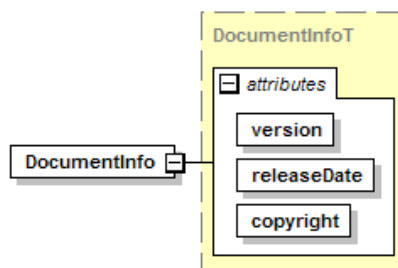 DocumentInfoT
attributes
version
DocumentInfo
releaseDate
copyright